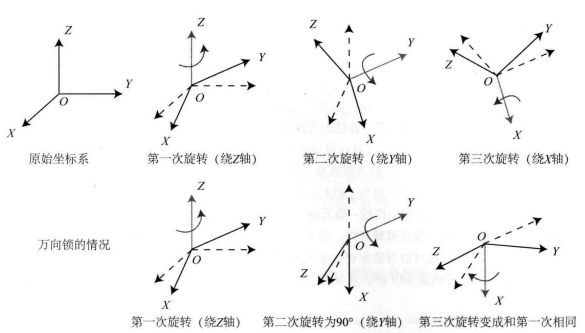 Z
Y
O
X
原始坐标系
Z
Y
O
X
第一次旋转（绕Z轴）
Z
Y
O
X
第二次旋转（绕Y轴）
Y
Z
O
X
第三次旋转（绕X轴）
万向锁的情况
Z
Y
O
X
第一次旋转（绕Z轴）
Y
O
Z
X
第二次旋转为90°（绕Y轴）
O
Y
Z
X
第三次旋转变成和第一次相同